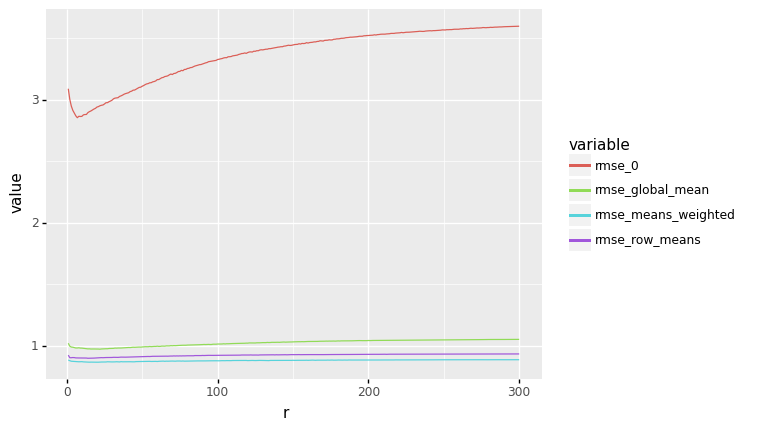 3
2
1
value
0
100
200
300
r
variable
rmse_0
rmse_global_mean
rmse_means_weighted
rmse_row_means